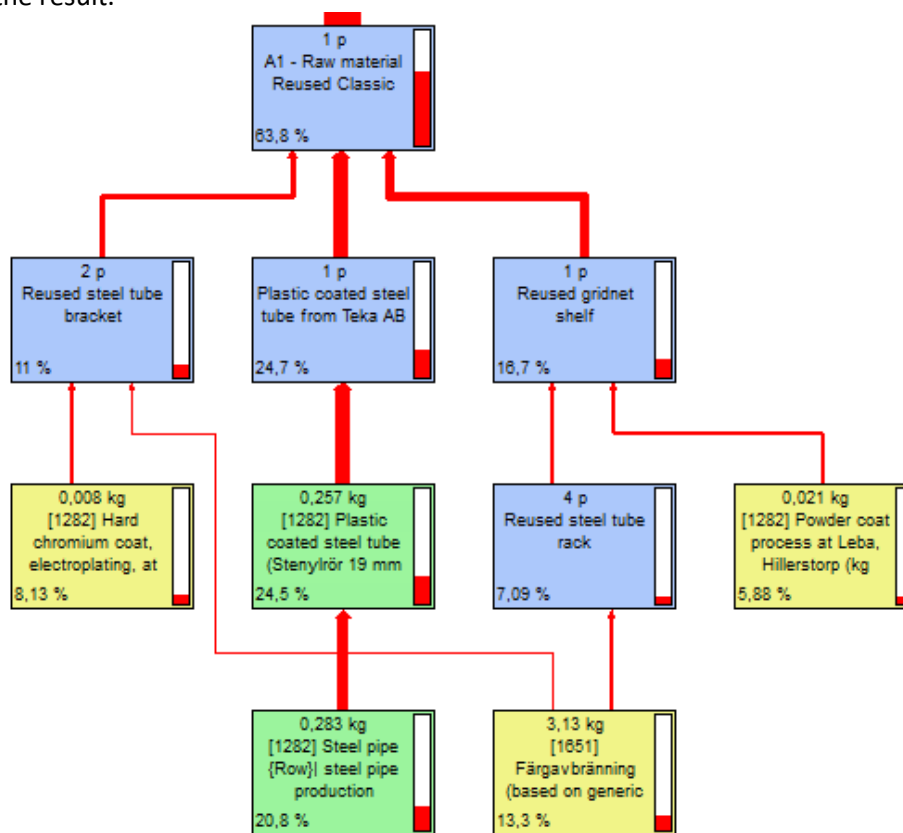 the result.
1 p
A1 - Raw material
Reused Classic
63,8 %
2 p
Reused steel tube
bracket
11 %
1 p
Plastic coated steel
tube from Teka AB
24,7 %
1 p
Reused gridnet
shelf
16,7 %
0,008 kg
[1282] Hard
chromium coat,
electroplating, at
8,13 %
0,257 kg
[1282] Plastic
coated steel tube
(Stenylrör 19 mm
24,5 %
4 p
Reused steel tube
rack
7,09 %
0,021 kg
[1282] Powder coat
process at Leba,
Hillerstorp (kg
5,88 %
0,283 kg
[1282] Steel pipe
{Row}| steel pipe
production
20,8 %
3,13 kg
[1651]
Färgavbränning
(based on generic
13,3 %